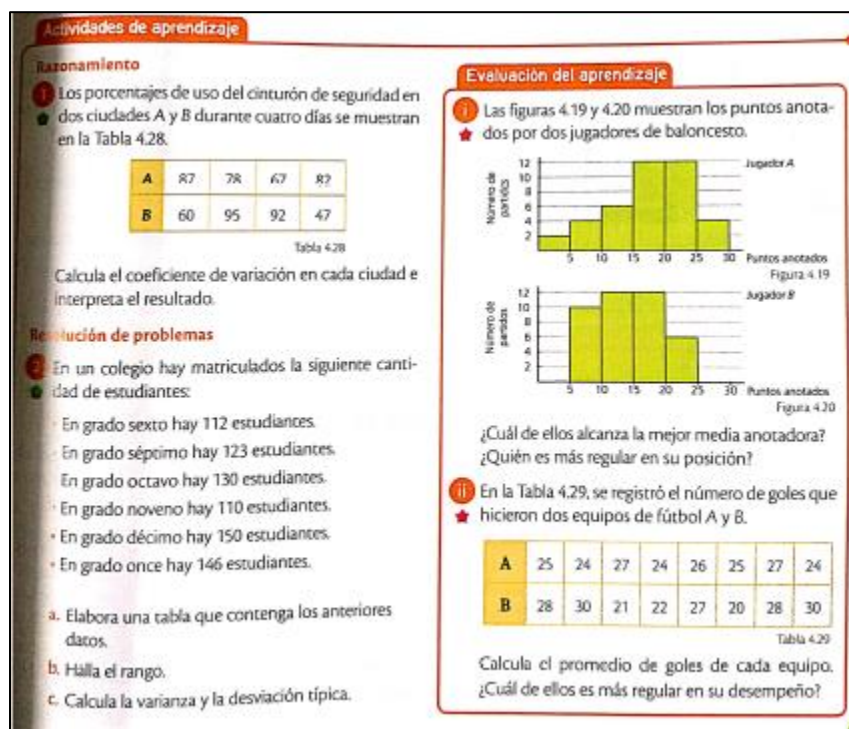 Actividades de aprendizaje
Razonamiento
1 Los porcentajes de uso del cinturón de seguridad en
dos ciudades A y B durante cuatro días se muestran
en la Tabla 4.28.
A 87 78 67 82
B 60 95 92 47
Tabla 4.28
Calcula el coeficiente de variación en cada ciudad e
interpreta el resultado.
Resolución de problemas
2 En un colegio hay matriculados la siguiente canti-
dad de estudiantes:
· En grado sexto hay 112 estudiantes.
· En grado séptimo hay 123 estudiantes.
En grado octavo hay 130 estudiantes.
· En grado noveno hay 110 estudiantes.
• En grado décimo hay 150 estudiantes.
• En grado once hay 146 estudiantes.
a. Elabora una tabla que contenga los anteriores
datos.
b. Halla el rango.
c. Calcula la varianza y la desviación típica.
Evaluación del aprendizaje
i Las figuras 4.19 y 4.20 muestran los puntos anota-
dos por dos jugadores de baloncesto.
Jugador A
Número de
partidos
12
10
8
6
4
2
5 10 15 20 25 30 Puntos anotados
Figura 4.19
Jugador B
Número de
partidos
12
10
8
6
4
2
5 10 15 20 25 30 Puntos anotados
Figura 4.20
¿Cuál de ellos alcanza la mejor media anotadora?
¿Quién es más regular en su posición?
ii En la Tabla 4.29, se registró el número de goles que
hicieron dos equipos de fútbol A y B.
A 25 24 27 24 26 25 27 24
B 28 30 21 22 27 20 28 30
Tabla 4.29
Calcula el promedio de goles de cada equipo.
¿Cuál de ellos es más regular en su desempeño?